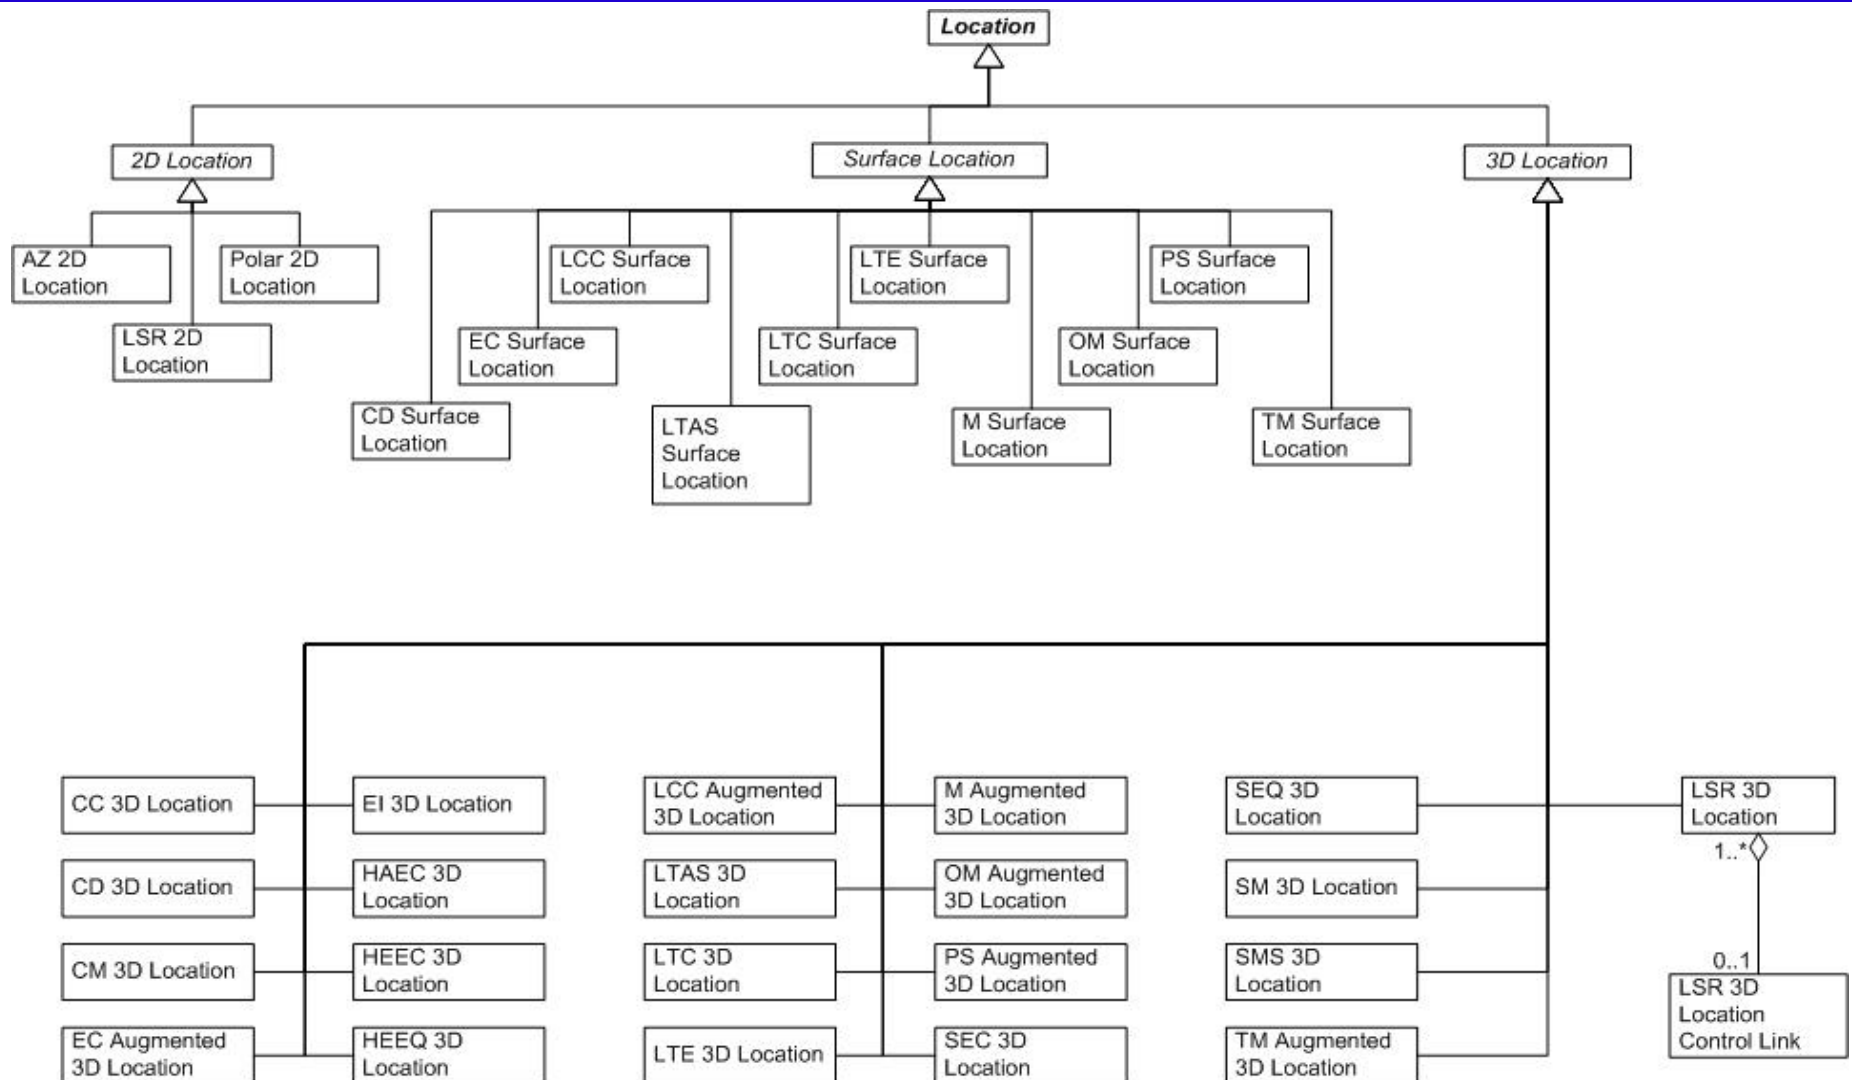 Location
2D Location
Surface Location
3D Location
AZ 2D
Location
Polar 2D
Location
LSR 2D
Location
LCC Surface
Location
LTE Surface
Location
PS Surface
Location
EC Surface
Location
LTC Surface
Location
OM Surface
Location
CD Surface
Location
LTAS
Surface
Location
M Surface
Location
TM Surface
Location
CC 3D Location
EI 3D Location
LCC Augmented
3D Location
M Augmented
3D Location
SEQ 3D
Location
LSR 3D
Location
1..*
CD 3D Location
HAEC 3D
Location
LTAS 3D
Location
OM Augmented
3D Location
SM 3D Location
CM 3D Location
HEEC 3D
Location
LTC 3D
Location
PS Augmented
3D Location
SMS 3D
Location
0..1
LSR 3D
Location
Control Link
EC Augmented
3D Location
HEEQ 3D
Location
LTE 3D Location
SEC 3D
Location
TM Augmented
3D Location